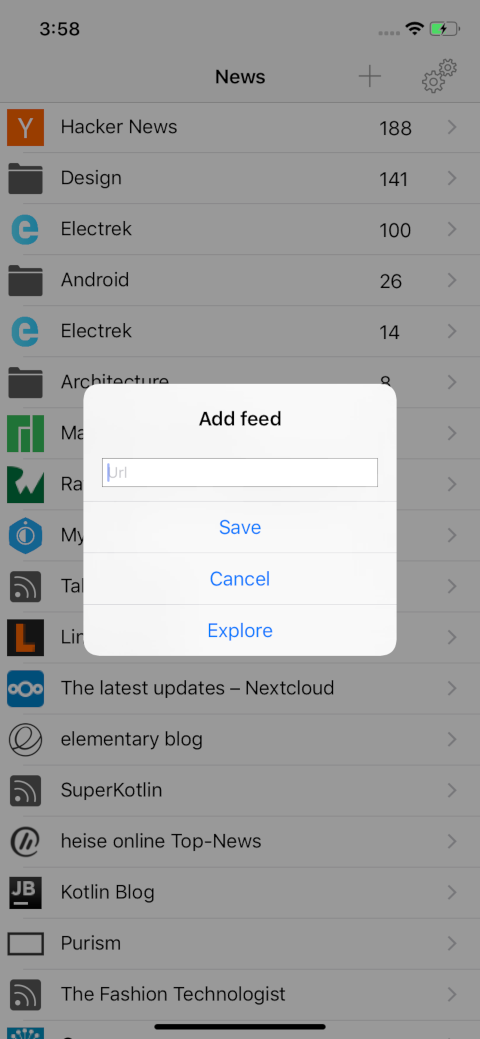 3:58
News
Hacker News 188
Design 141
Electrek 100
Android 26
Electrek 14
Architecture 8
Add feed
Url
Save
Cancel
Explore
Ma
Ra
My
Tal
Lin
The latest updates – Nextcloud
elementary blog
SuperKotlin
heise online Top-News
JB
Kotlin Blog
Purism
The Fashion Technologist